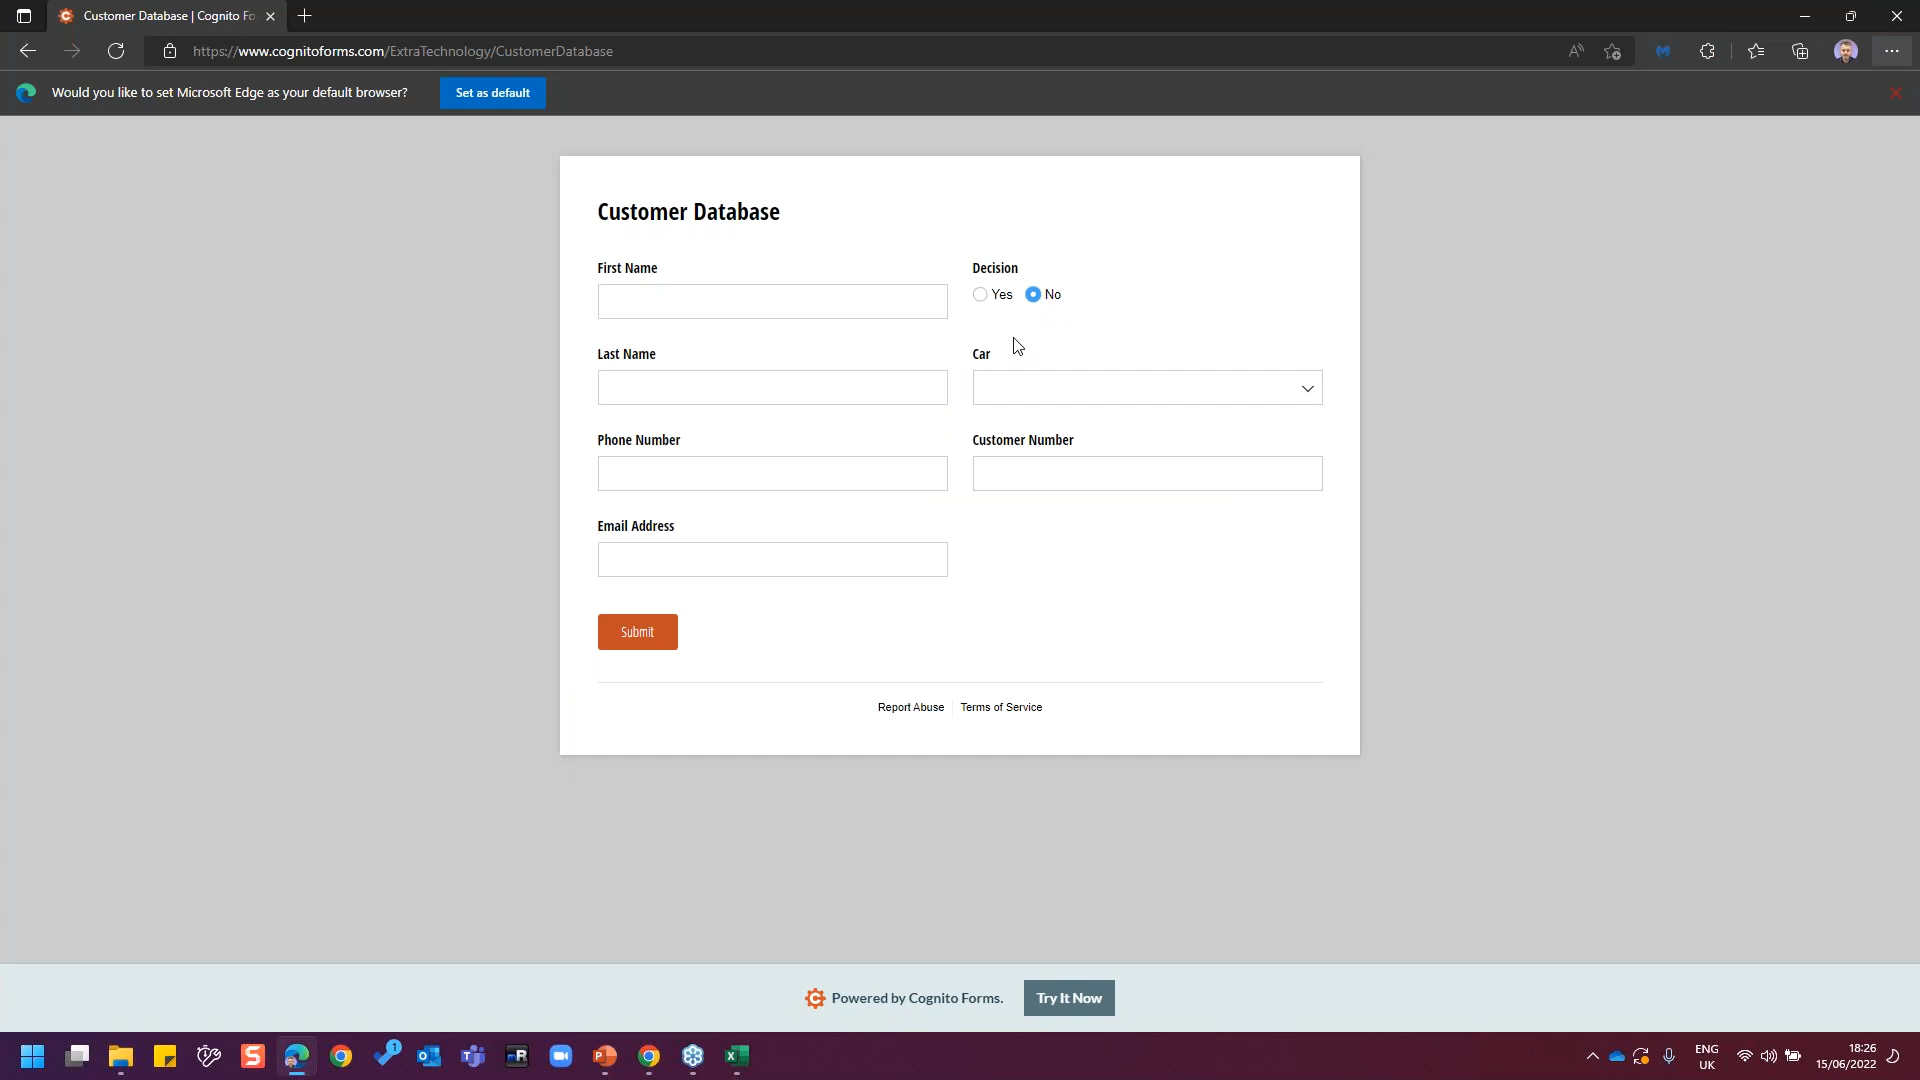 Customer Database | Cognito Fo
https://www.cognitoforms.com/ExtraTechnology/CustomerDatabase
Would you like to set Microsoft Edge as your default browser?
Set as default
Customer Database
First Name
Decision
Yes
No
Last Name
Car
Phone Number
Customer Number
Email Address
Submit
Report Abuse
Terms of Service
Powered by Cognito Forms.
Try It Now
1
ENG
UK
18:26
15/06/2022